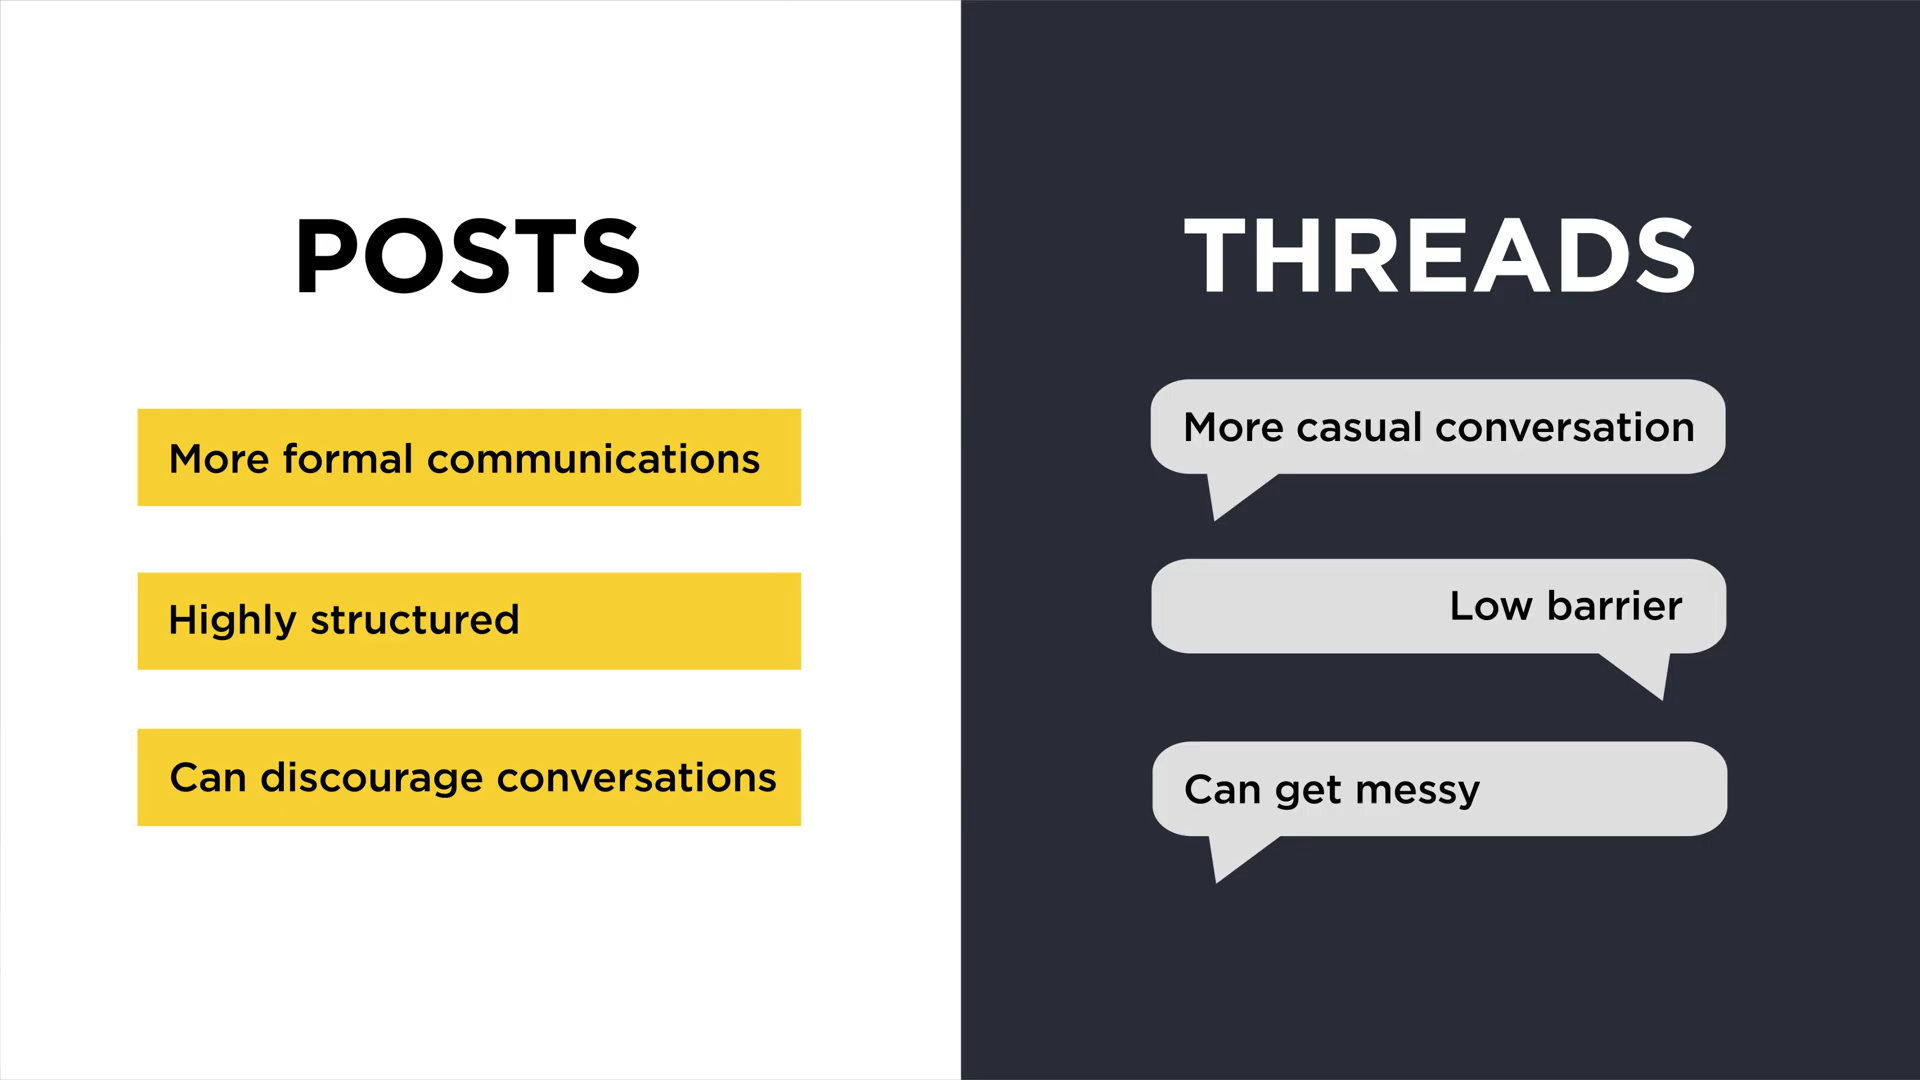 POSTS
More formal communications
Highly structured
Can discourage conversations
THREADS
More casual conversation
Low barrier
Can get messy